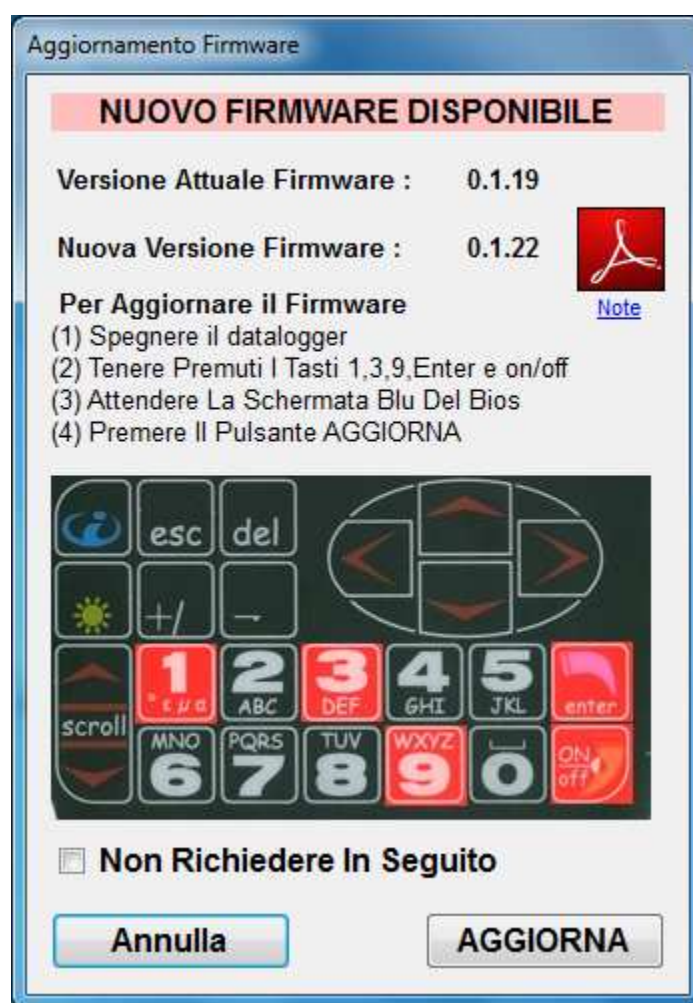 Aggiornamento Firmware
NUOVO FIRMWARE DISPONIBILE
Versione Attuale Firmware : 0.1.19
Nuova Versione Firmware : 0.1.22
Note
Per Aggiornare il Firmware
(1) Spegnere il datalogger
(2) Tenere Premuti I Tasti 1,3,9,Enter e on/off
(3) Attendere La Schermata Blu Del Bios
(4) Premere Il Pulsante AGGIORNA
esc del
+/- 
1 2 3 4 5
° ε μ α ABC DEF GHI JKL enter
scroll
MNO PQRS TUV WXYZ ON
6 7 8 9 0 off
Non Richiedere In Seguito
Annulla AGGIORNA